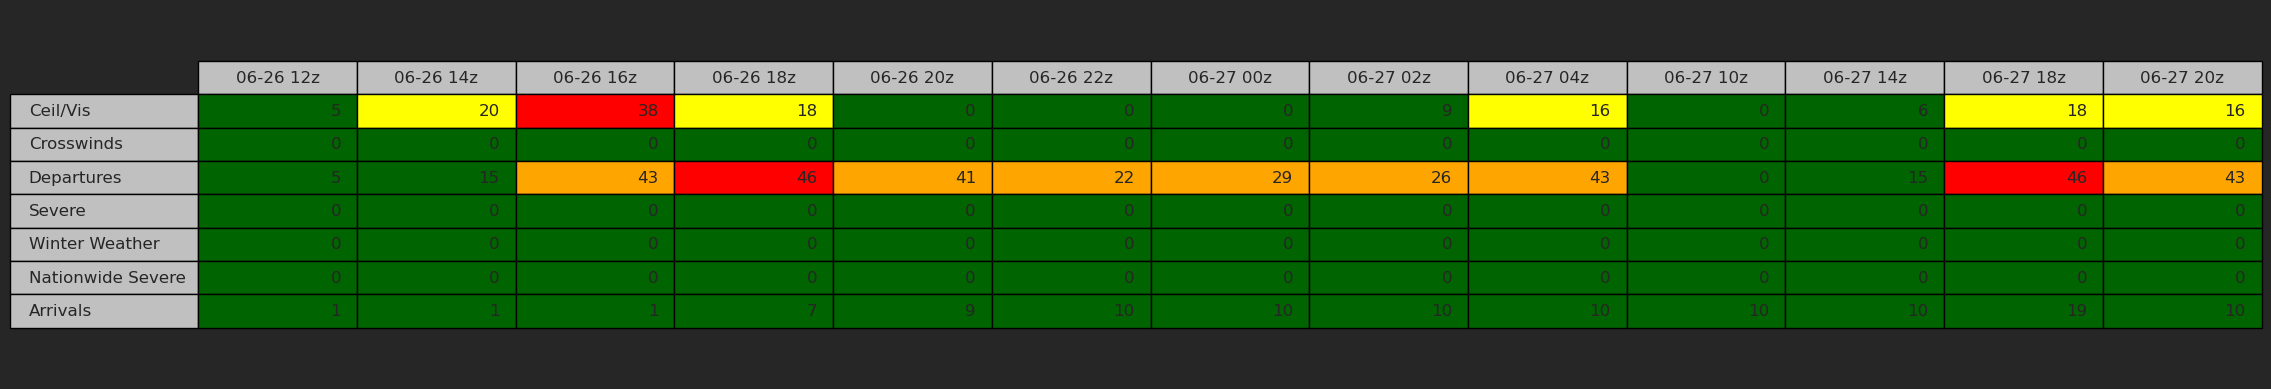 06-26 12z 06-26 14z 06-26 16z 06-26 18z 06-26 20z 06-26 22z 06-27 00z 06-27 02z 06-27 04z 06-27 10z 06-27 14z 06-27 18z 06-27 20z
Ceil/Vis 5 20 38 18 0 0 0 9 16 0 6 18 16
Crosswinds 0 0 0 0 0 0 0 0 0 0 0 0 0
Departures 5 15 43 46 41 22 29 26 43 0 15 46 43
Severe 0 0 0 0 0 0 0 0 0 0 0 0 0
Winter Weather 0 0 0 0 0 0 0 0 0 0 0 0 0
Nationwide Severe 0 0 0 0 0 0 0 0 0 0 0 0 0
Arrivals 1 1 1 7 9 10 10 10 10 10 10 19 10